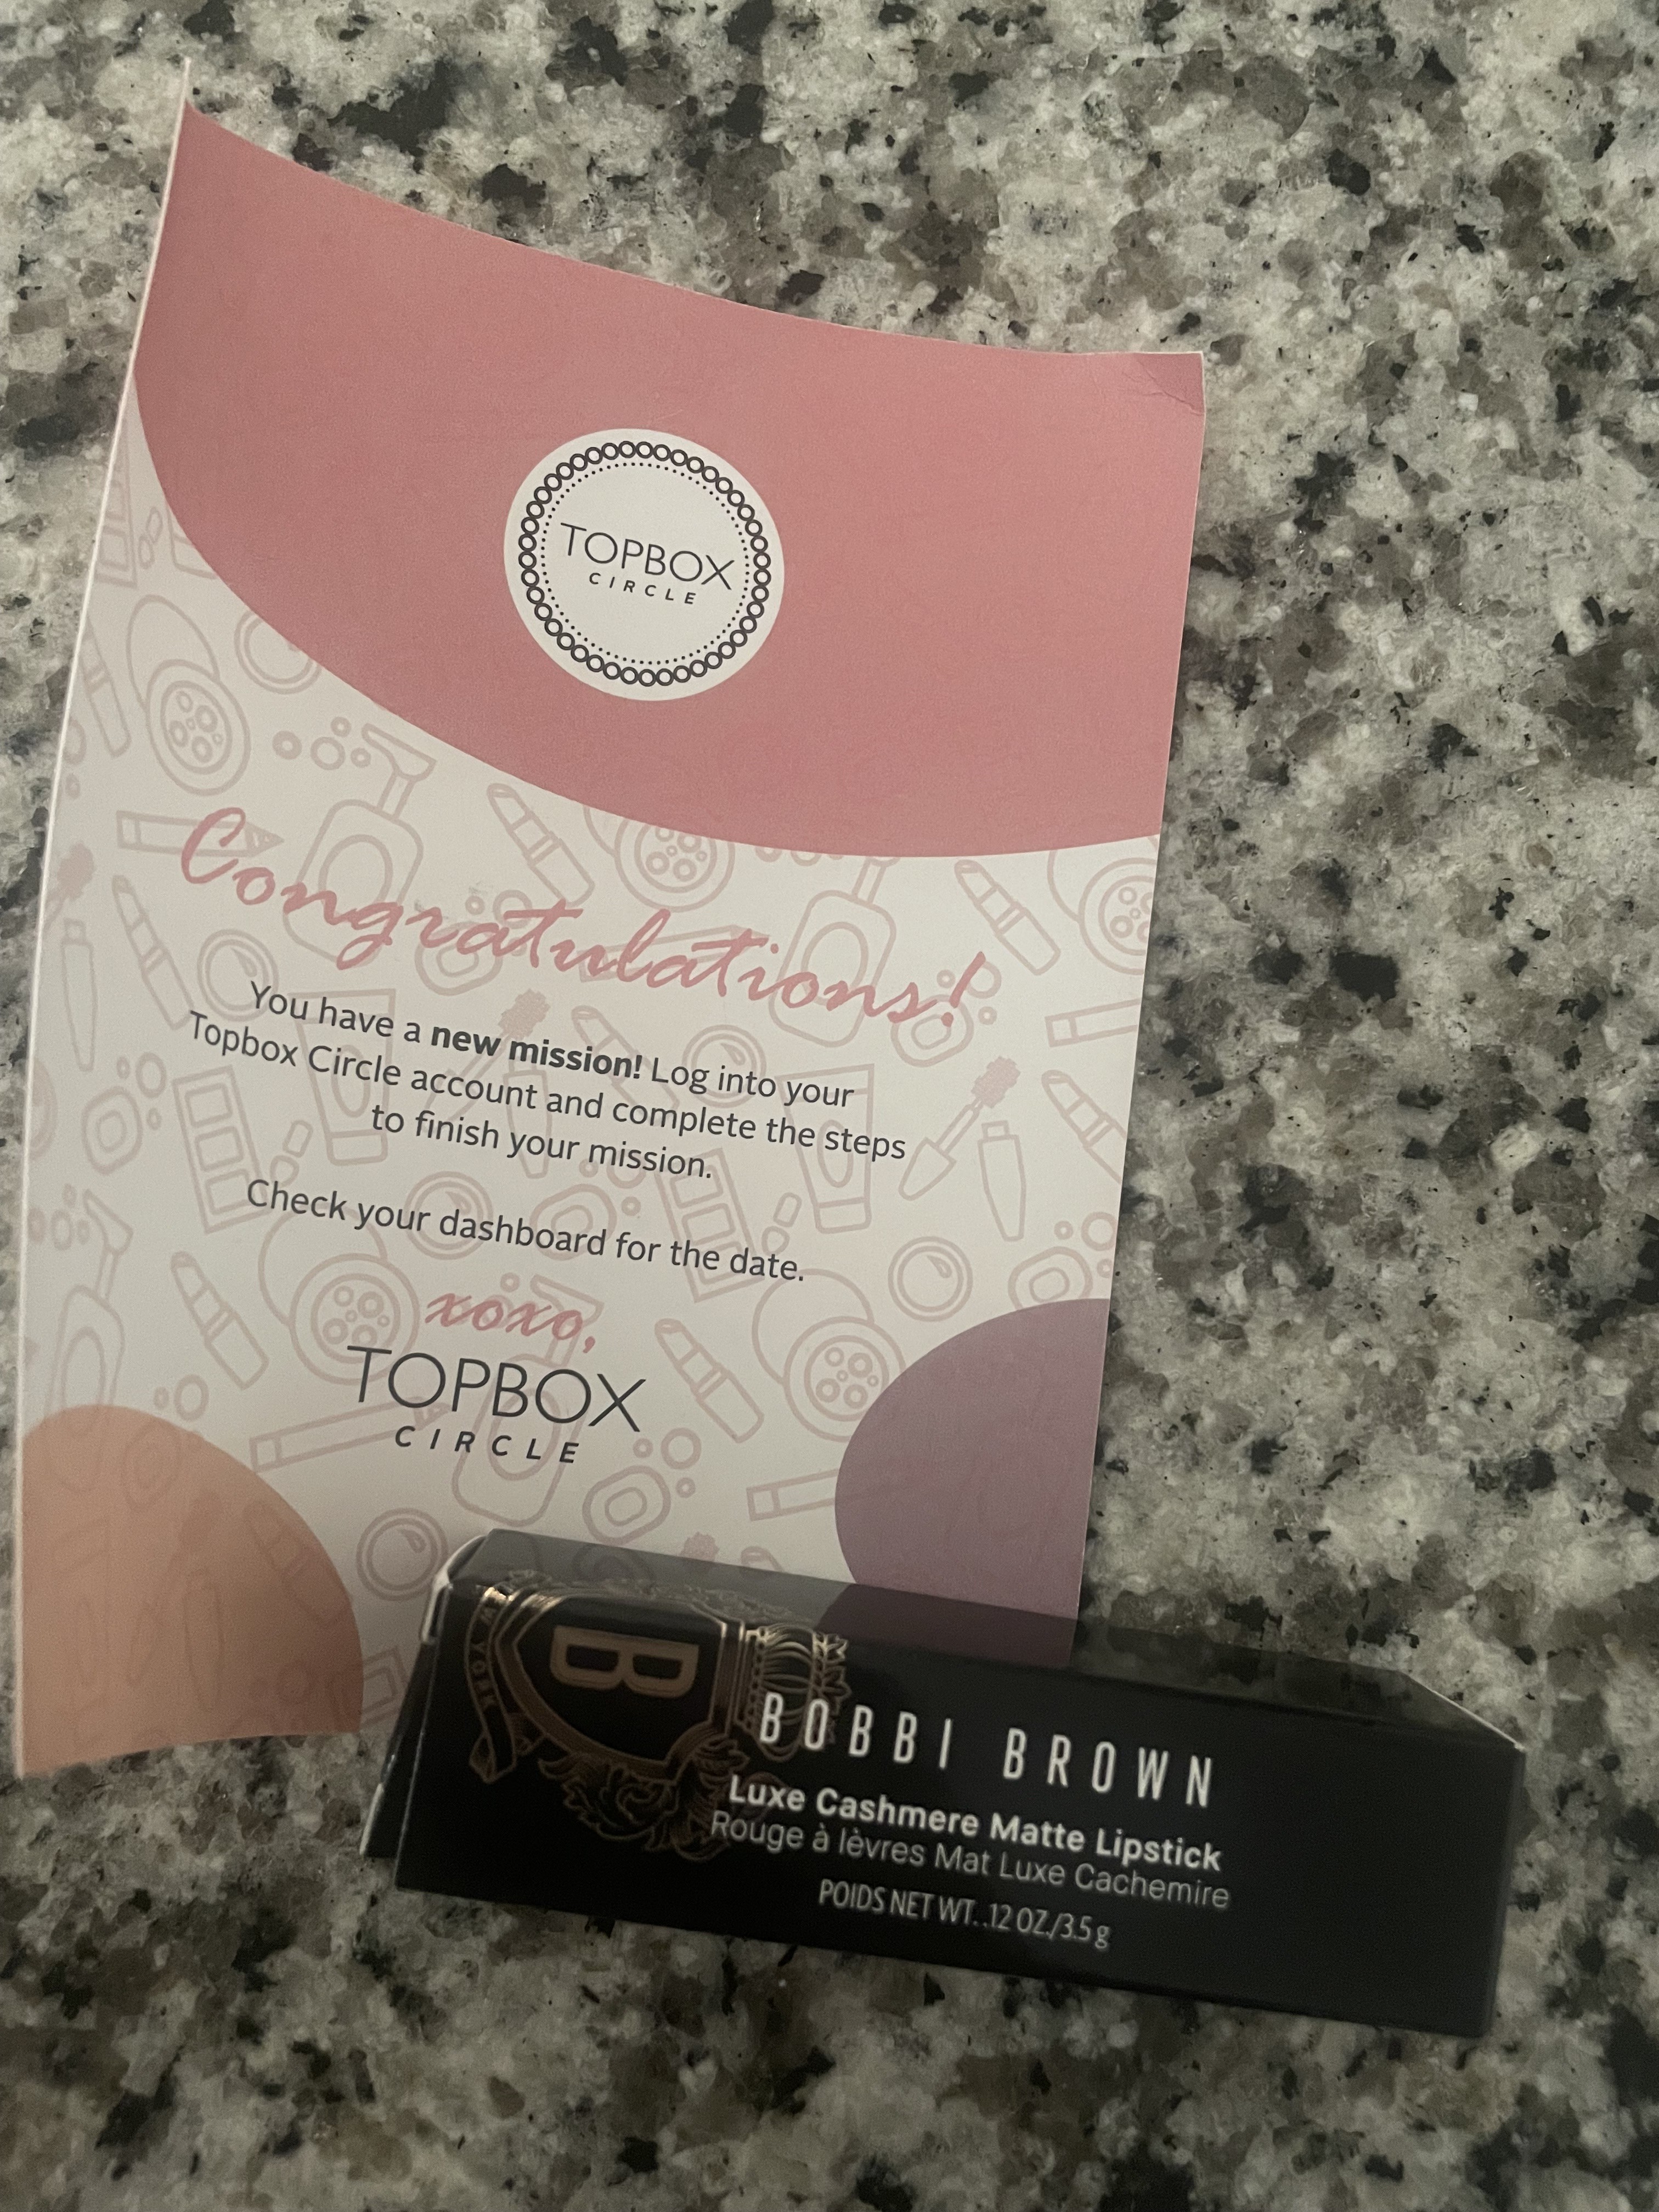 TOPBOX
CIRCLE
Congratulations!
You have a new mission! Log into your
Topbox Circle account and complete the steps
to finish your mission.
Check your dashboard for the date.
xoxo,
TOPBOX
CIRCLE
B
BOBBI BROWN
Luxe Cashmere Matte Lipstick
Rouge à lèvres Mat Luxe Cachemire
POIDS NET WT. .12 OZ./3.5 g